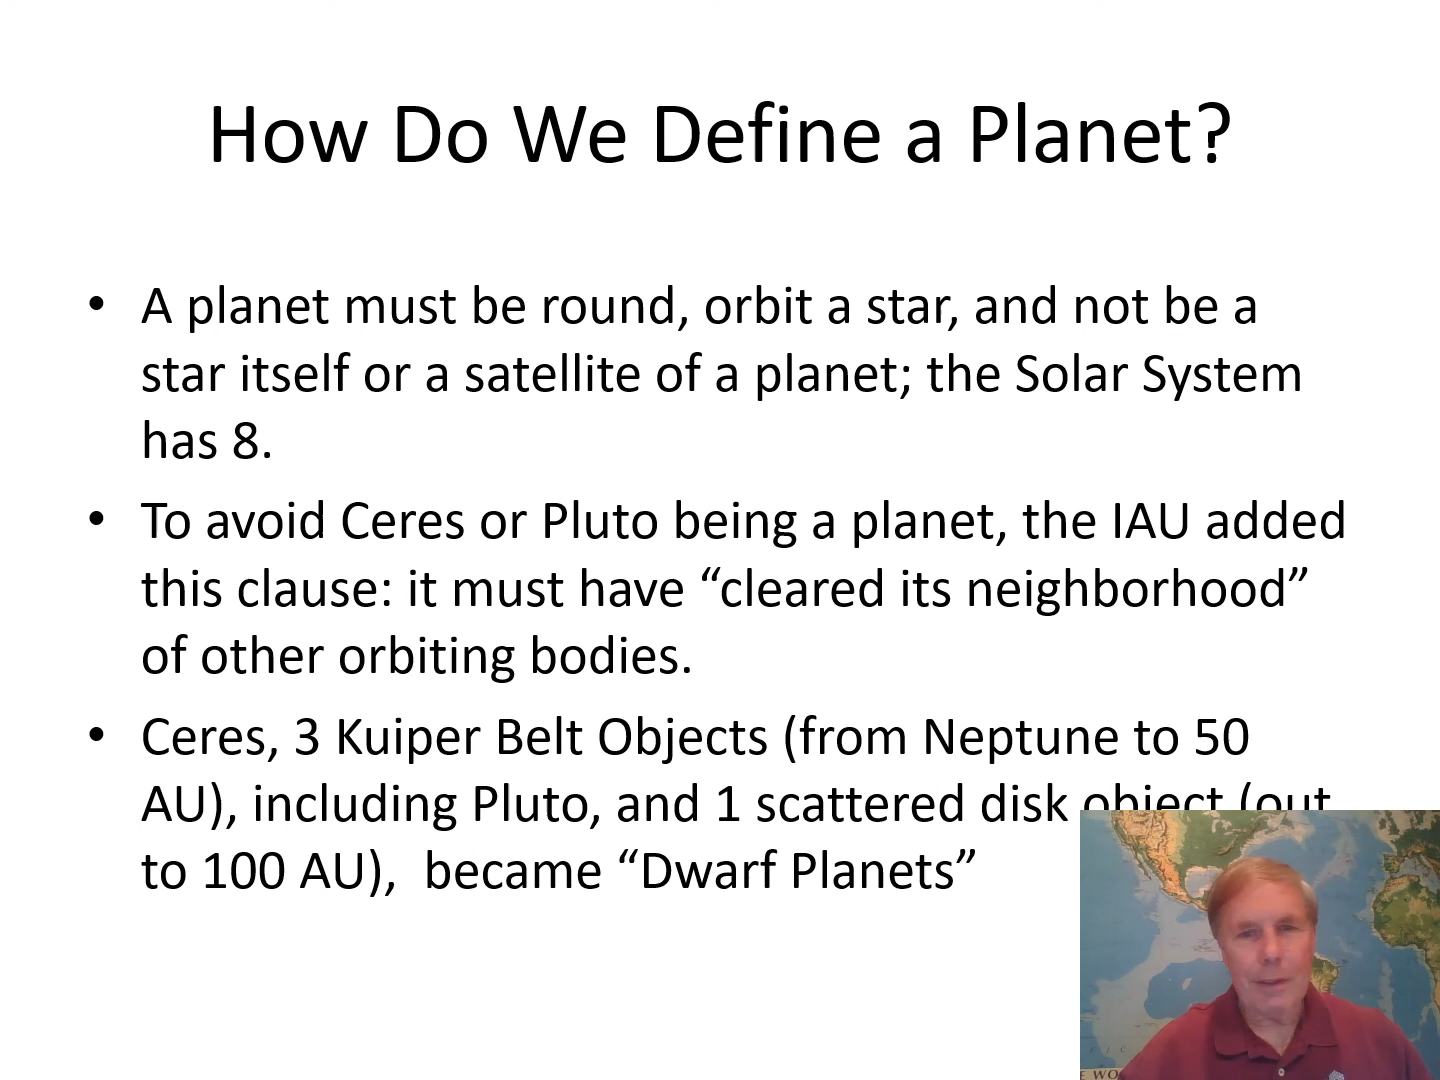 How Do We Define a Planet?
• A planet must be round, orbit a star, and not be a
star itself or a satellite of a planet; the Solar System
has 8.
• To avoid Ceres or Pluto being a planet, the IAU added
this clause: it must have “cleared its neighborhood”
of other orbiting bodies.
• Ceres, 3 Kuiper Belt Objects (from Neptune to 50
AU), including Pluto, and 1 scattered disk object (out
to 100 AU),  became “Dwarf Planets”